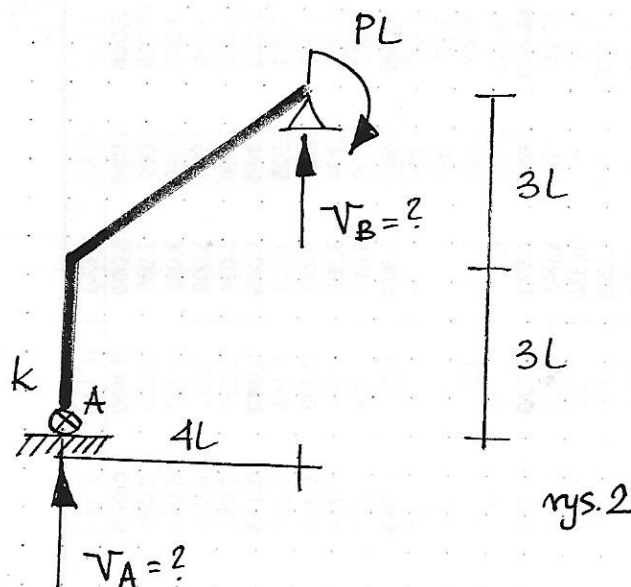 PL
3L
V_B = ?
k
A
3L
4L
rys. 2
V_A = ?